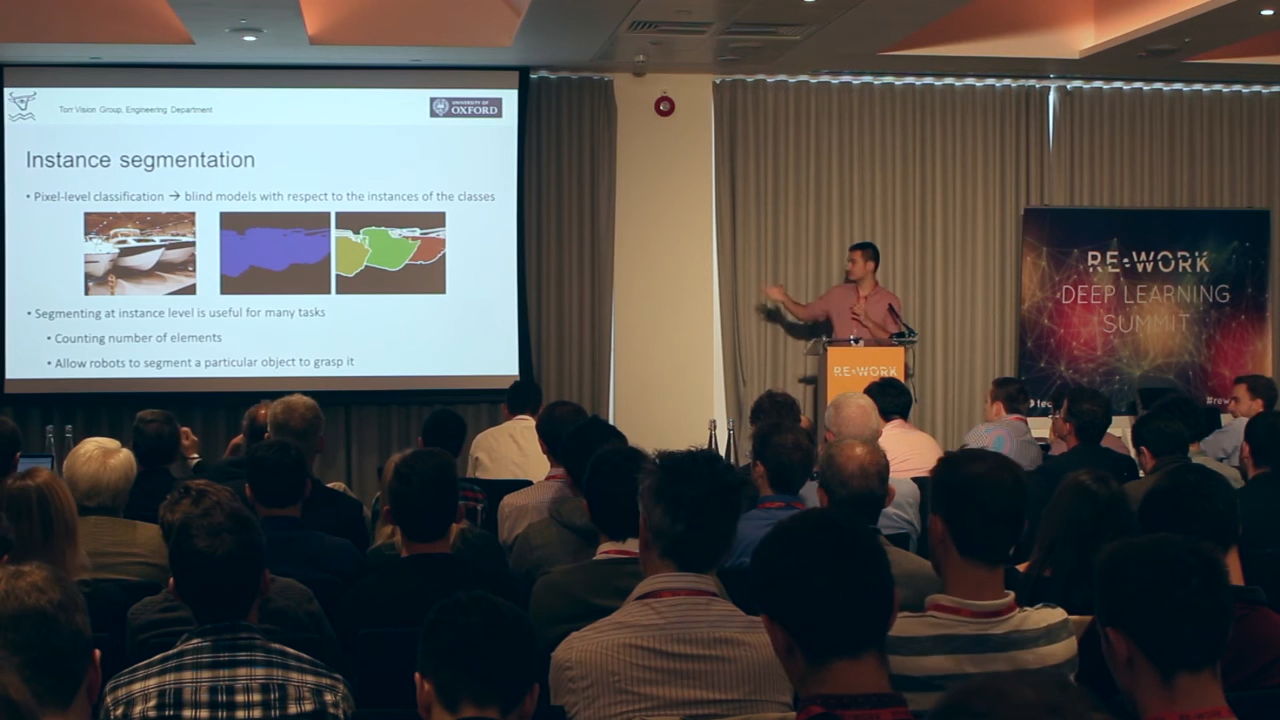 Torr Vision Group, Engineering Department
UNIVERSITY OF
OXFORD
Instance segmentation
• Pixel-level classification → blind models with respect to the instances of the classes
• Segmenting at instance level is useful for many tasks
• Counting number of elements
• Allow robots to segment a particular object to grasp it
RE•WORK
RE•WORK
DEEP LEARNING
SUMMIT